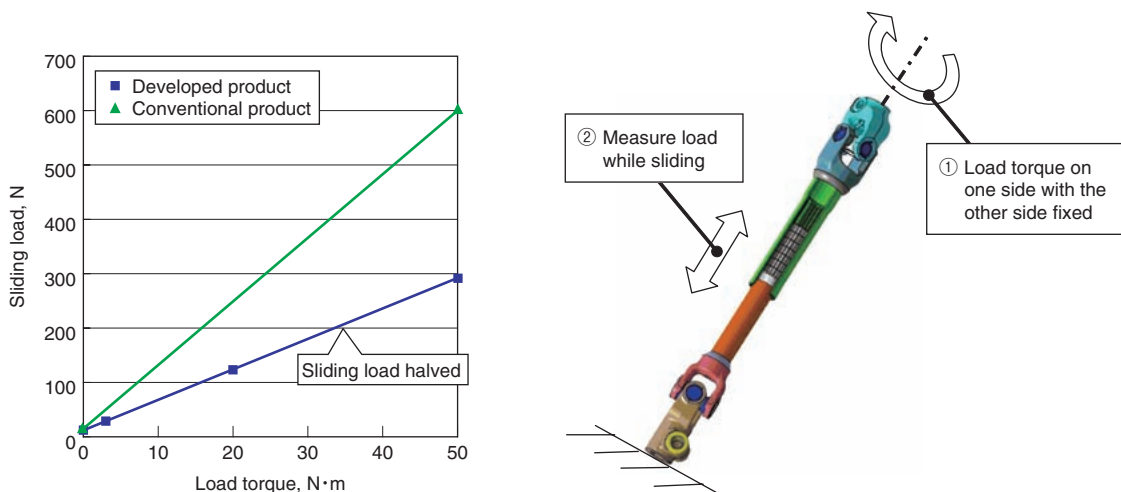 700
600
500
400
300
200
100
0
0
10
20
30
40
50
Sliding load, N
Load torque, N・m
Developed product
Conventional product
Sliding load halved
② Measure load
while sliding
① Load torque on
one side with the
other side fixed